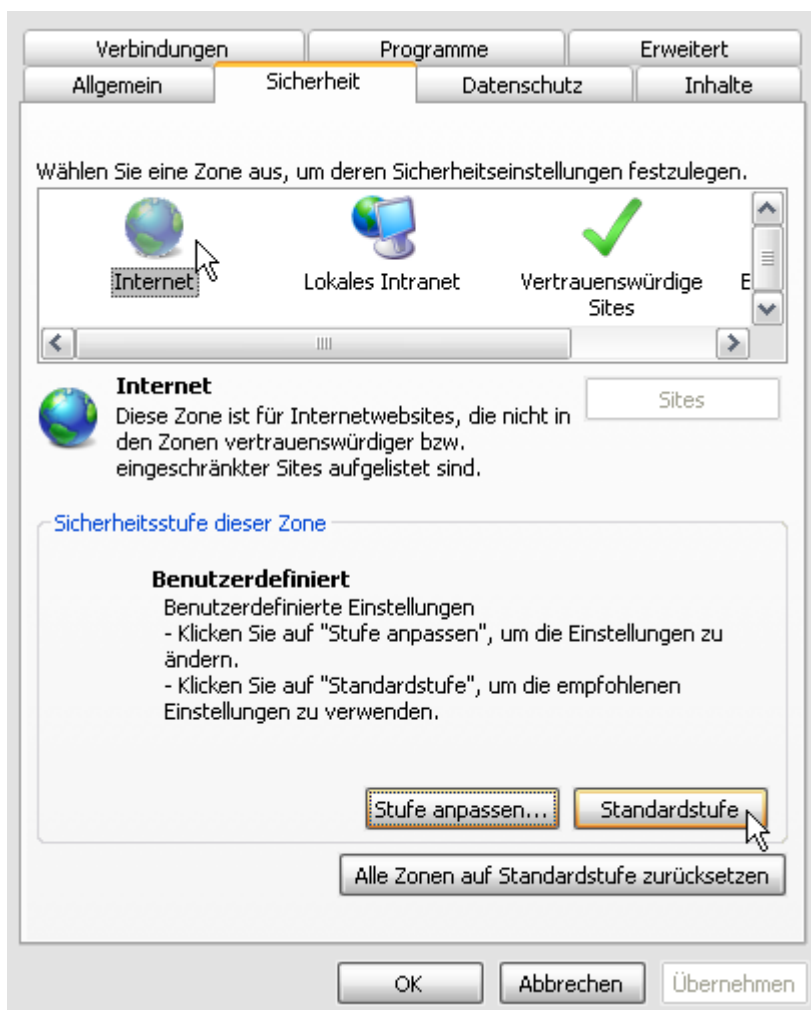 Verbindungen Programme Erweitert
Allgemein Sicherheit Datenschutz Inhalte
Wählen Sie eine Zone aus, um deren Sicherheitseinstellungen festzulegen.
Internet Lokales Intranet Vertrauenswürdige E
Sites
Internet
Sites
Diese Zone ist für Internetwebsites, die nicht in
den Zonen vertrauenswürdiger bzw.
eingeschränkter Sites aufgelistet sind.
Sicherheitsstufe dieser Zone
Benutzerdefiniert
Benutzerdefinierte Einstellungen
- Klicken Sie auf "Stufe anpassen", um die Einstellungen zu
ändern.
- Klicken Sie auf "Standardstufe", um die empfohlenen
Einstellungen zu verwenden.
Stufe anpassen... Standardstufe
Alle Zonen auf Standardstufe zurücksetzen
OK Abbrechen Übernehmen